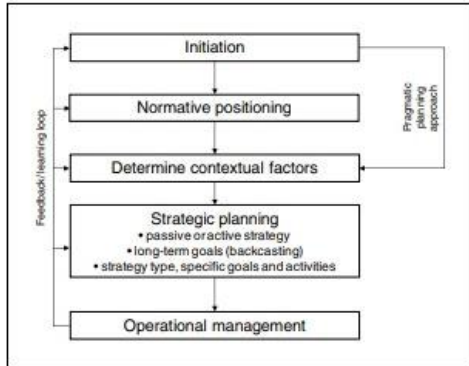 Initiation
Normative positioning
Pragmatic
planning
approach
Determine contextual factors
Feedback/learning loop
Strategic planning
• passive or active strategy
• long-term goals (backcasting)
• strategy type, specific goals and activities
Operational management